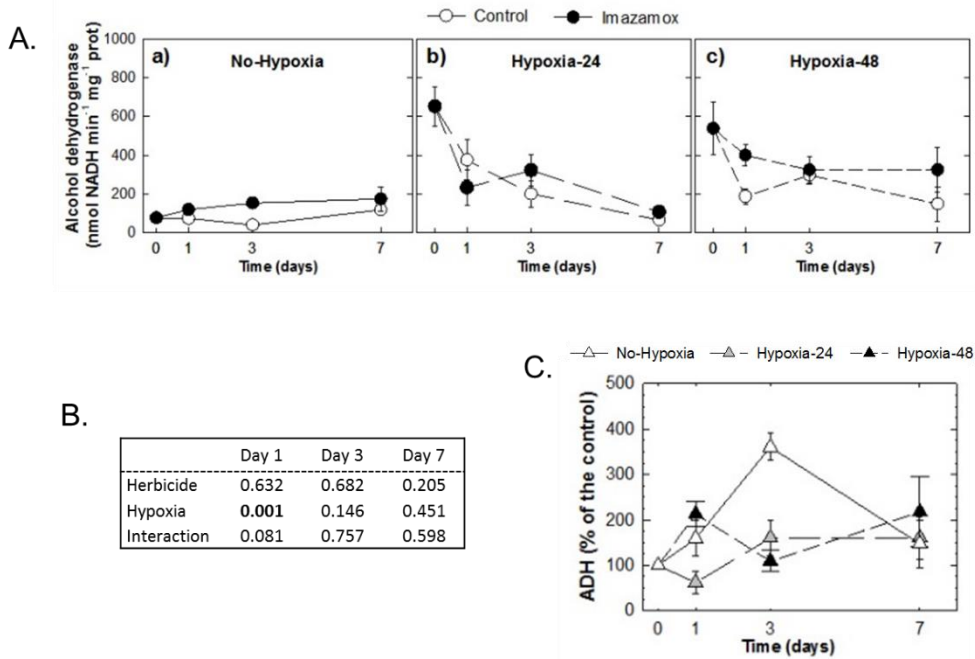 Control Imazamox
A.
Alcohol dehydrogenase
(nmol NADH min⁻¹ mg⁻¹ prot)
1000
800
600
400
200
0
a) No-Hypoxia
0 1 3 7
Time (days)
b) Hypoxia-24
0 1 3 7
Time (days)
c) Hypoxia-48
0 1 3 7
Time (days)
B.
Day 1 Day 3 Day 7
Herbicide 0.632 0.682 0.205
Hypoxia 0.001 0.146 0.451
Interaction 0.081 0.757 0.598
No-Hypoxia Hypoxia-24 Hypoxia-48
C.
ADH (% of the control)
500
400
300
200
100
0
0 1 3 7
Time (days)